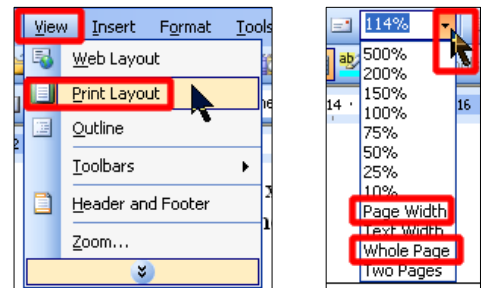 View Insert Format Tools
Web Layout
Print Layout
Outline
Toolbars
Header and Footer
Zoom...
114%
500%
200%
150%
100%
75%
50%
25%
10%
Page Width
Text Width
Whole Page
Two Pages
14
16
2